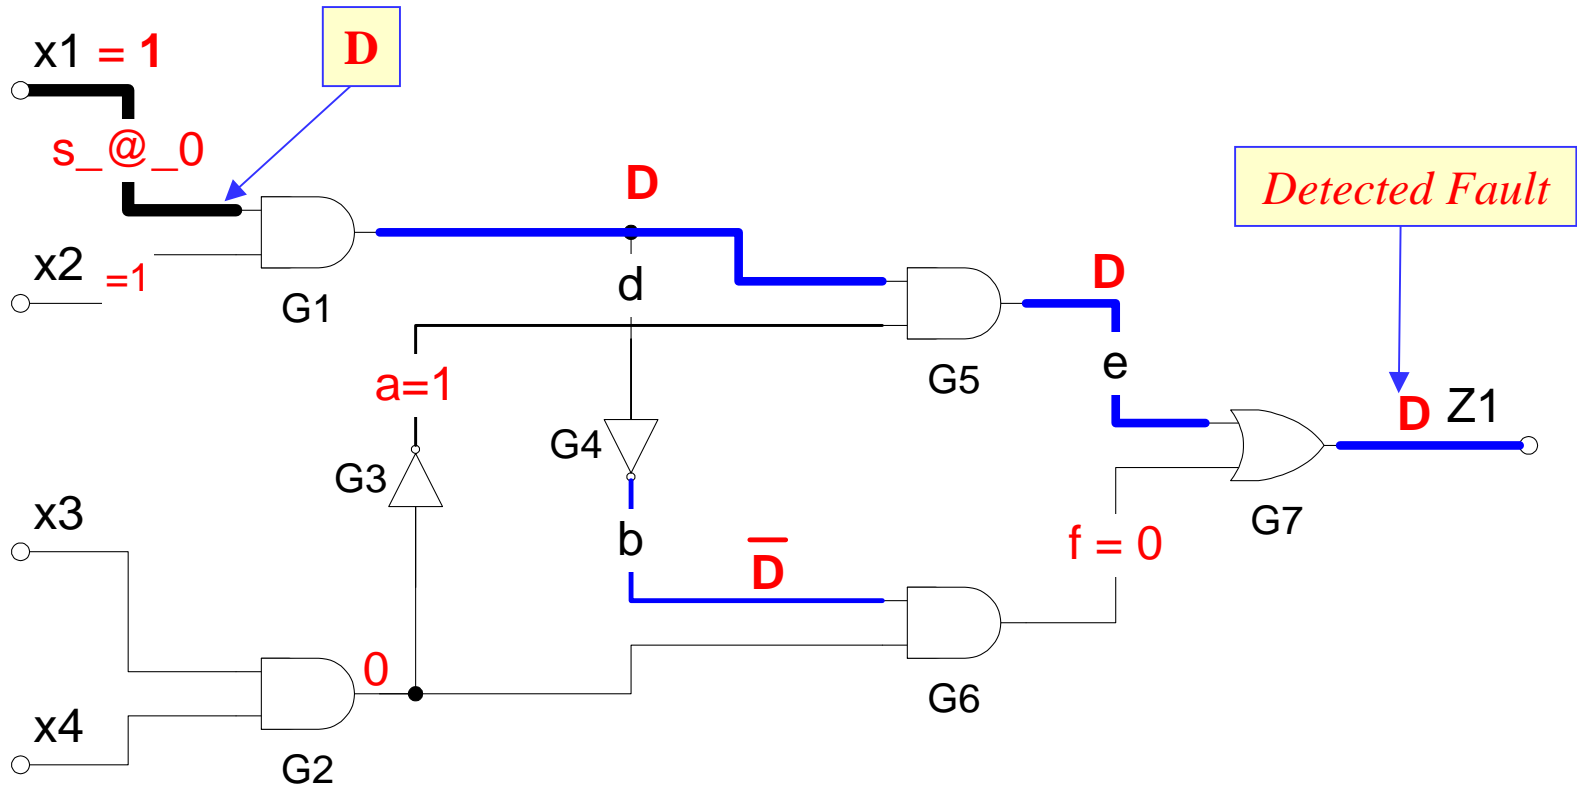 x1 = 1
D
s_@_0
D
Detected Fault
x2 =1
d
D
G1
e
G5
a=1
D Z1
G4
G3
x3
G7
b
D̅
f = 0
0
G6
x4
G2